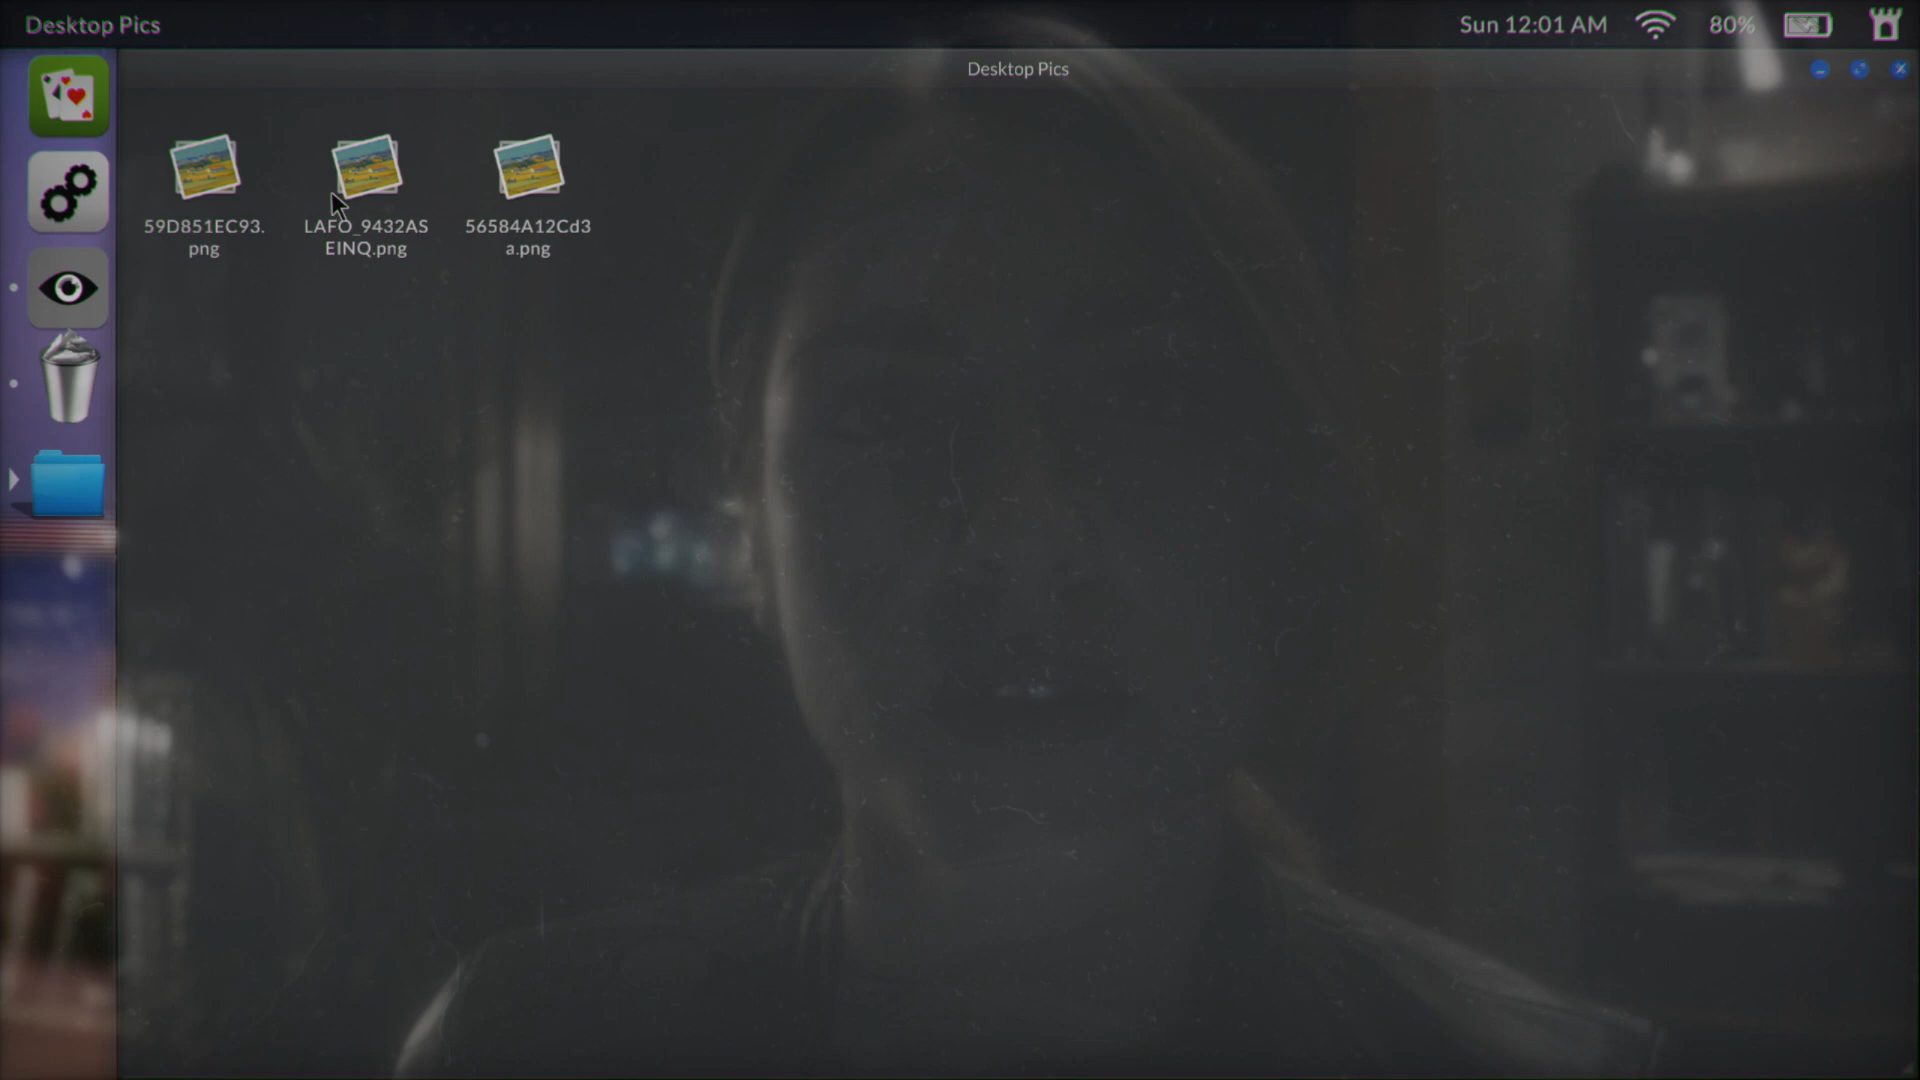 Desktop Pics
Sun 12:01 AM 80%
Desktop Pics
59D851EC93.
png
LAFO_9432AS
EINQ.png
56584A12Cd3
a.png